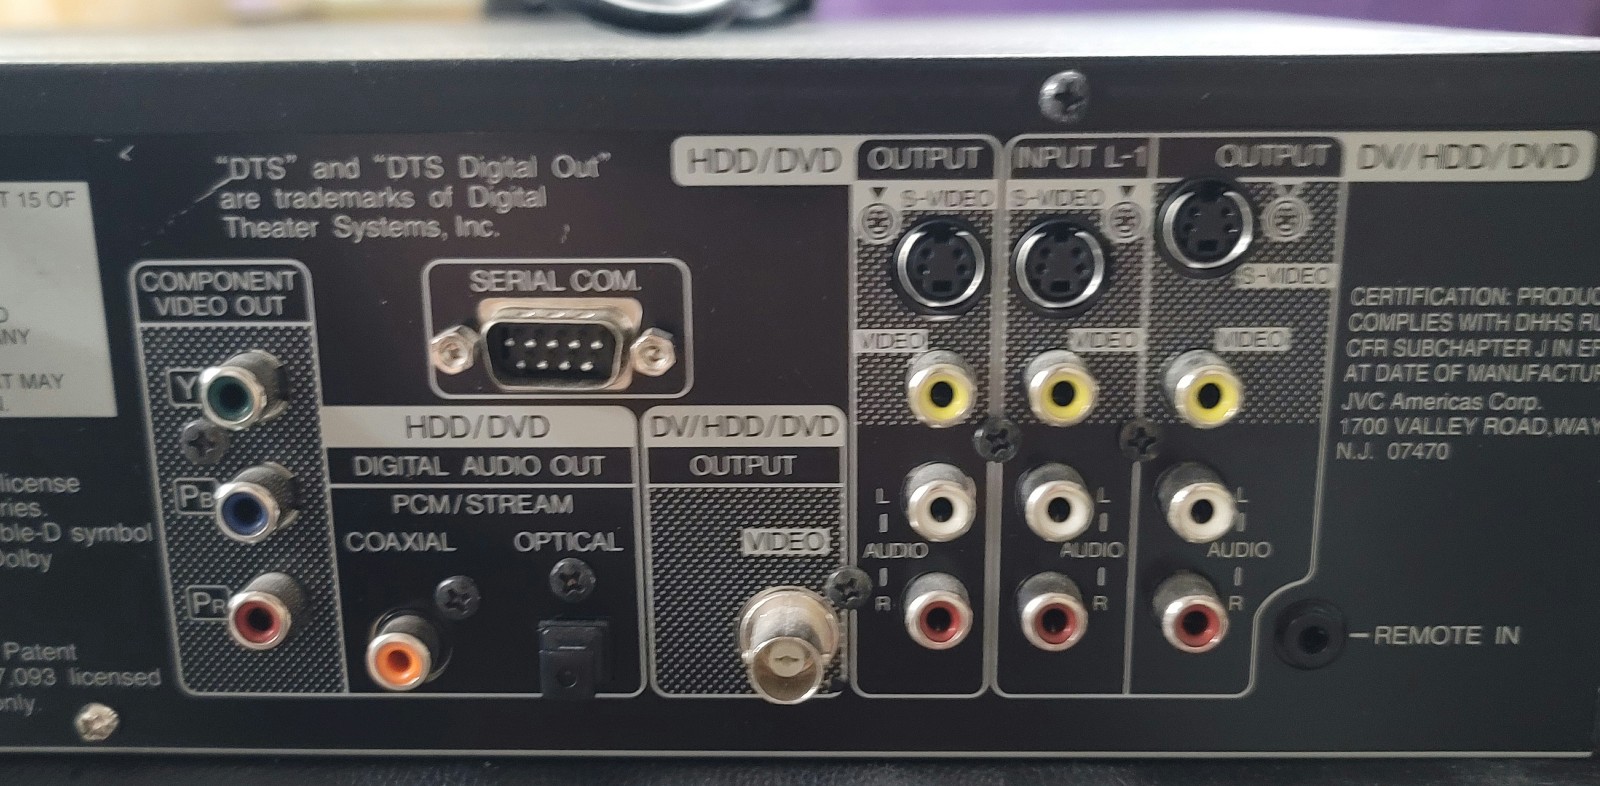 T 15 OF
ANY
T MAY
license
ries.
ble-D symbol
Dolby
Patent
7,093 licensed
only.
"DTS" and "DTS Digital Out"
are trademarks of Digital
Theater Systems, Inc.
COMPONENT
VIDEO OUT
Y
PB
PR
SERIAL COM.
HDD/DVD
DIGITAL AUDIO OUT
PCM/STREAM
COAXIAL OPTICAL
DV/HDD/DVD
OUTPUT
VIDEO
HDD/DVD OUTPUT
S-VIDEO
VIDEO
L
AUDIO
R
INPUT L-1
S-VIDEO
VIDEO
L
AUDIO
R
OUTPUT DV/HDD/DVD
S-VIDEO
VIDEO
L
AUDIO
R
REMOTE IN
CERTIFICATION: PRODUC
COMPLIES WITH DHHS RU
CFR SUBCHAPTER J IN EF
AT DATE OF MANUFACTUR
JVC Americas Corp.
1700 VALLEY ROAD, WAY
N.J. 07470